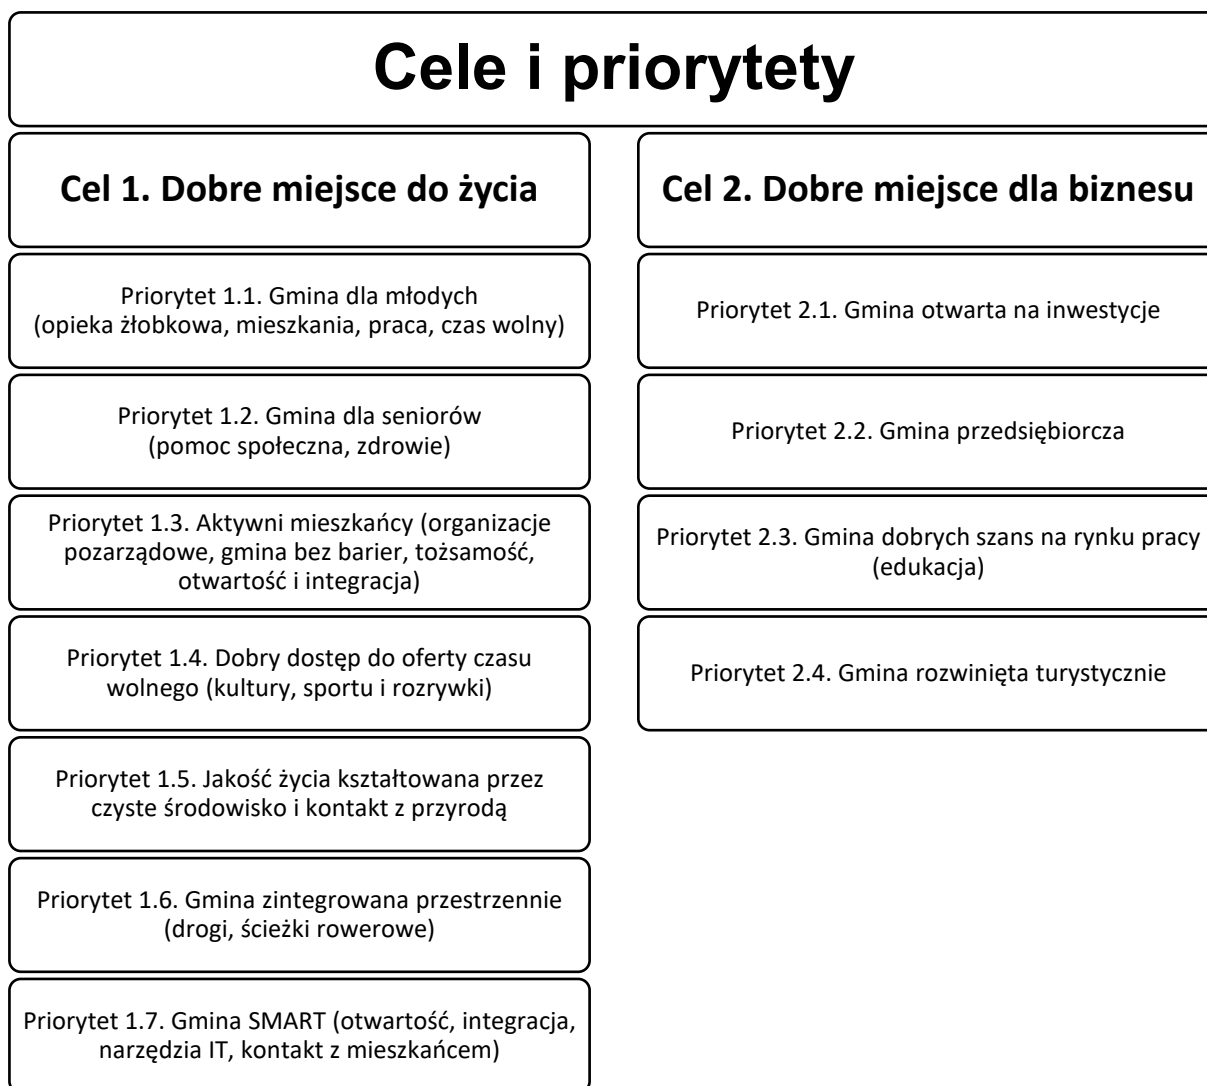 Cele i priorytety
Cel 1. Dobre miejsce do życia
Priorytet 1.1. Gmina dla młodych
(opieka żłobkowa, mieszkania, praca, czas wolny)
Priorytet 1.2. Gmina dla seniorów
(pomoc społeczna, zdrowie)
Priorytet 1.3. Aktywni mieszkańcy (organizacje
pozarządowe, gmina bez barier, tożsamość,
otwartość i integracja)
Priorytet 1.4. Dobry dostęp do oferty czasu
wolnego (kultury, sportu i rozrywki)
Priorytet 1.5. Jakość życia kształtowana przez
czyste środowisko i kontakt z przyrodą
Priorytet 1.6. Gmina zintegrowana przestrzennie
(drogi, ścieżki rowerowe)
Priorytet 1.7. Gmina SMART (otwartość, integracja,
narzędzia IT, kontakt z mieszkańcem)
Cel 2. Dobre miejsce dla biznesu
Priorytet 2.1. Gmina otwarta na inwestycje
Priorytet 2.2. Gmina przedsiębiorcza
Priorytet 2.3. Gmina dobrych szans na rynku pracy
(edukacja)
Priorytet 2.4. Gmina rozwinięta turystycznie